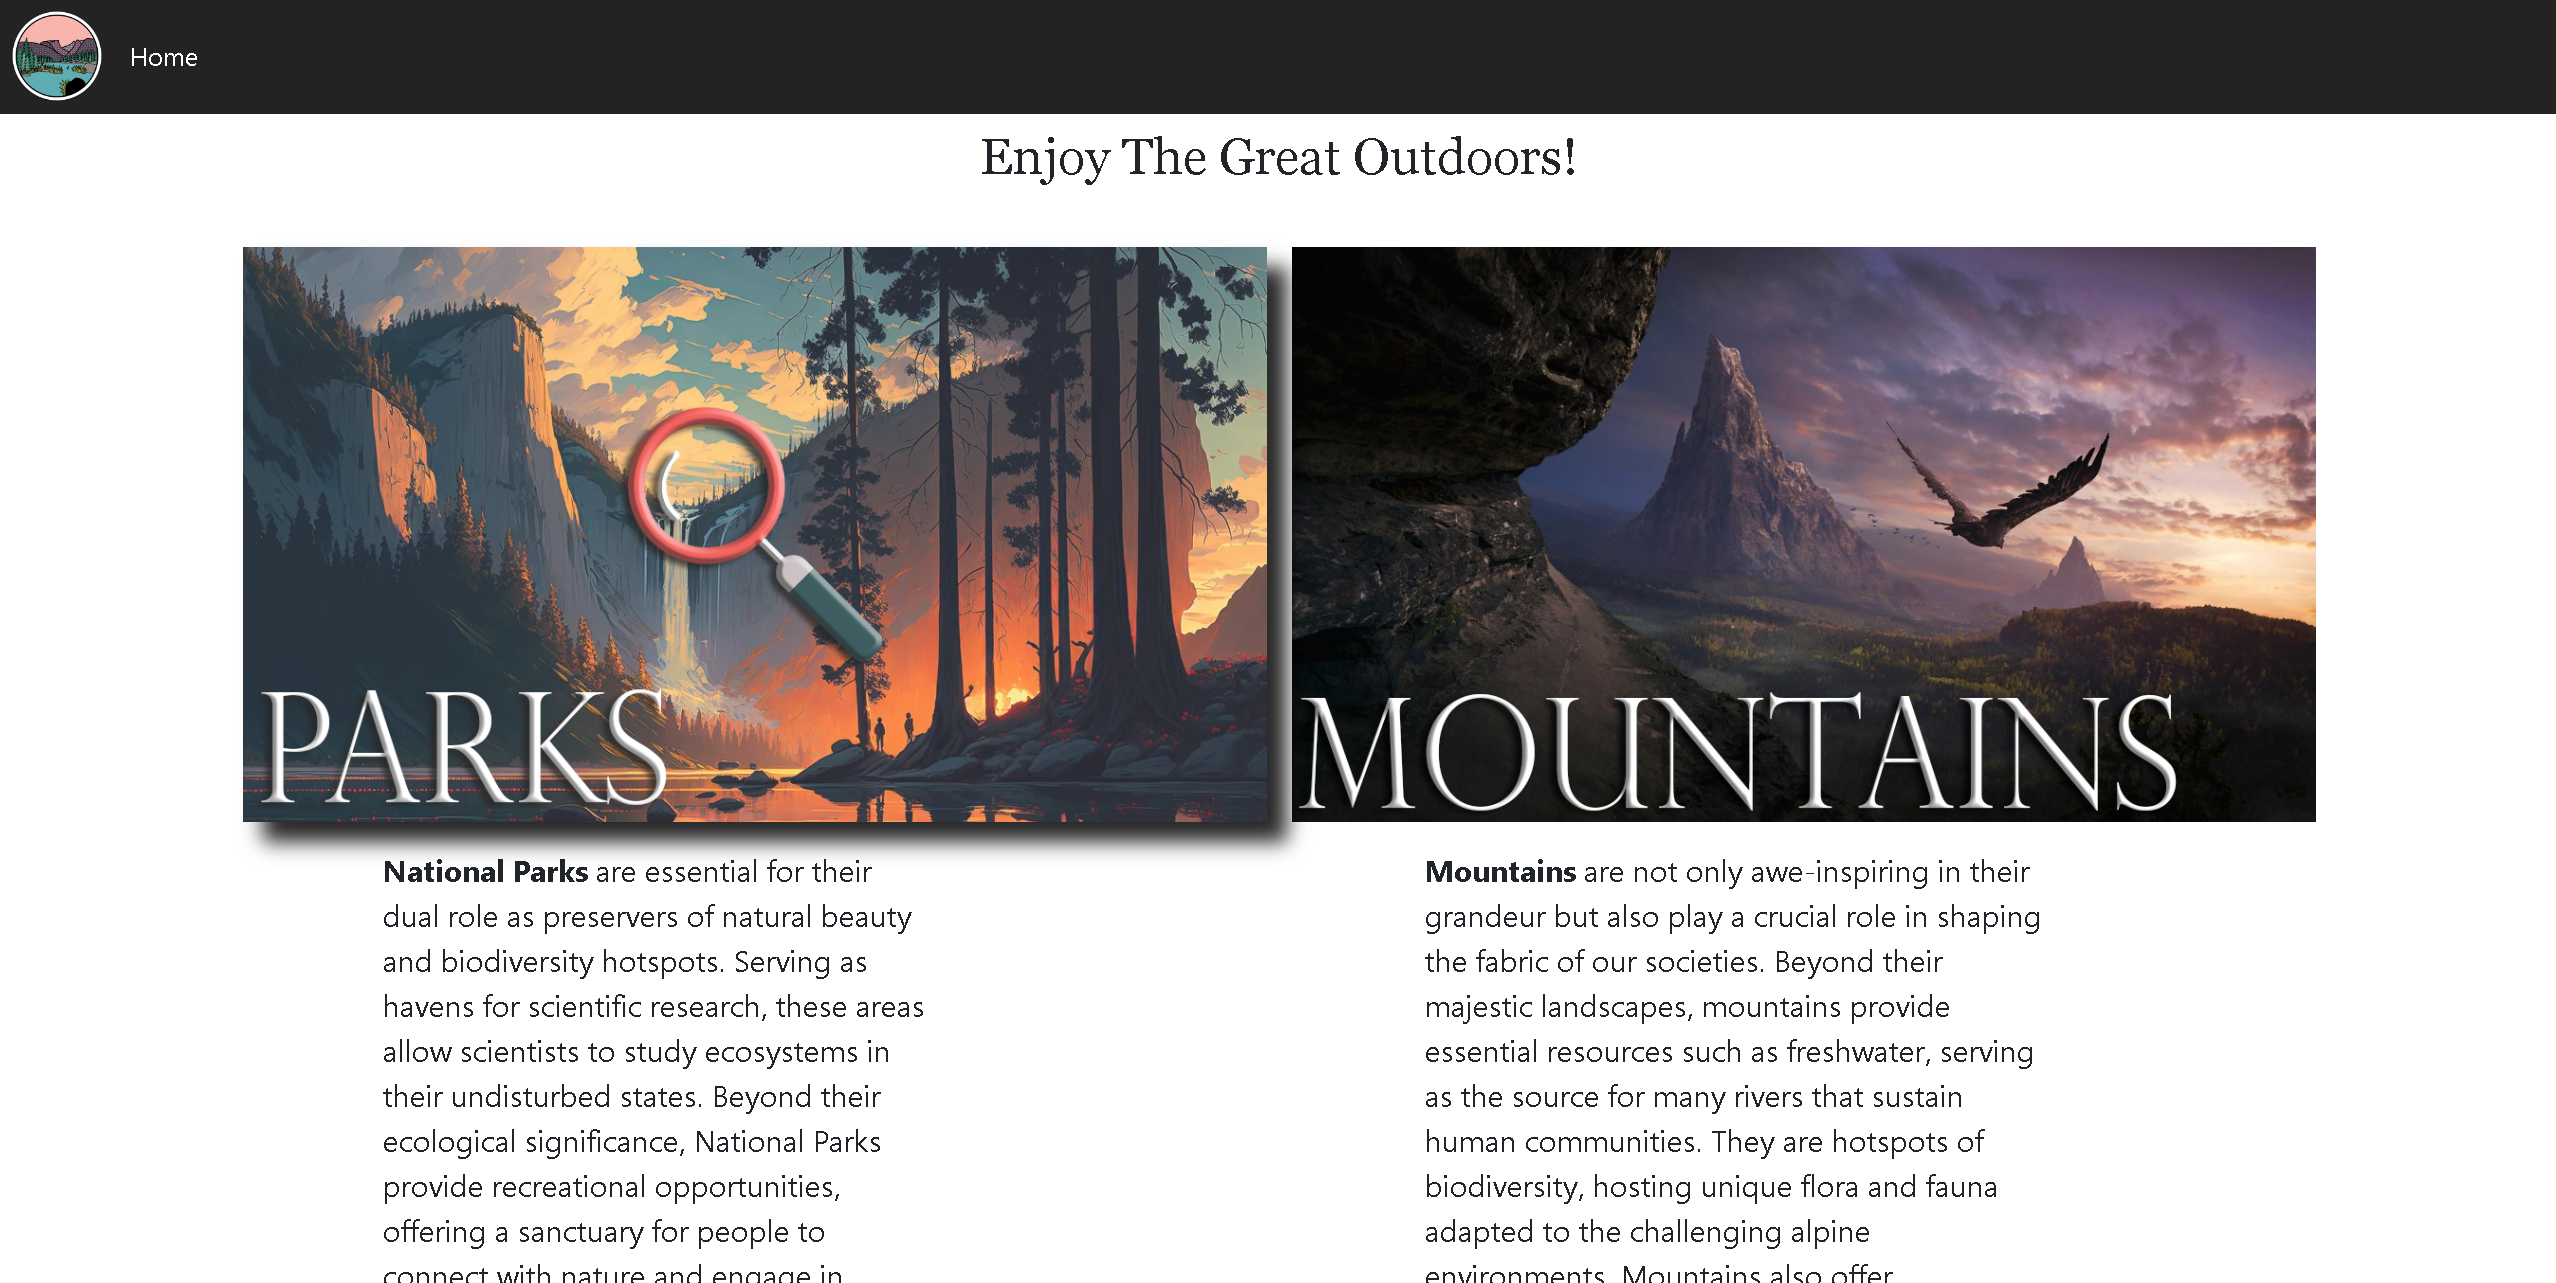 Home
Enjoy The Great Outdoors!
PARKS
MOUNTAINS
National Parks are essential for their
dual role as preservers of natural beauty
and biodiversity hotspots. Serving as
havens for scientific research, these areas
allow scientists to study ecosystems in
their undisturbed states. Beyond their
ecological significance, National Parks
provide recreational opportunities,
offering a sanctuary for people to
connect with nature and engage in
Mountains are not only awe-inspiring in their
grandeur but also play a crucial role in shaping
the fabric of our societies. Beyond their
majestic landscapes, mountains provide
essential resources such as freshwater, serving
as the source for many rivers that sustain
human communities. They are hotspots of
biodiversity, hosting unique flora and fauna
adapted to the challenging alpine
environments. Mountains also offer